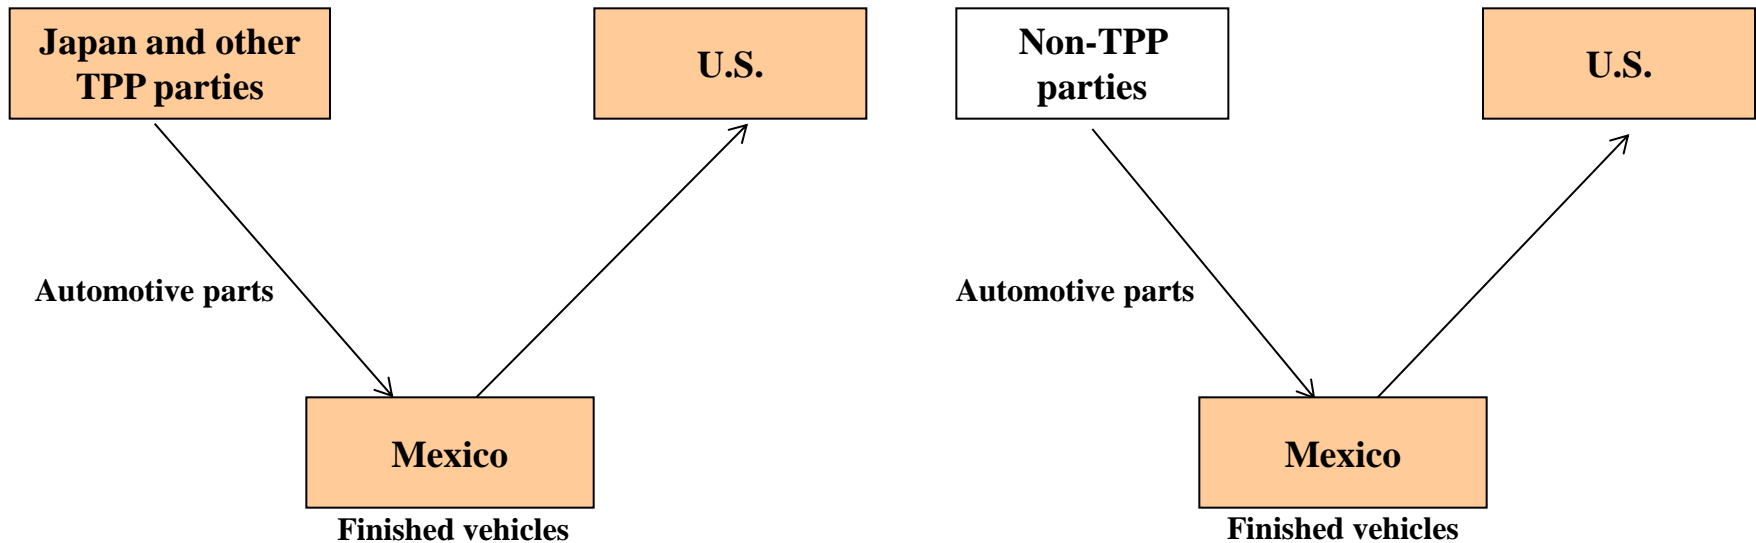 Japan and other
TPP parties
U.S.
Automotive parts
Mexico
Finished vehicles
Non-TPP
parties
U.S.
Automotive parts
Mexico
Finished vehicles